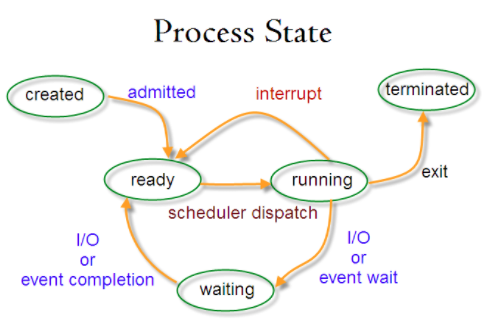 Process State
created
admitted
interrupt
terminated
ready
running
exit
scheduler dispatch
I/O
or
event completion
I/O
or
event wait
waiting